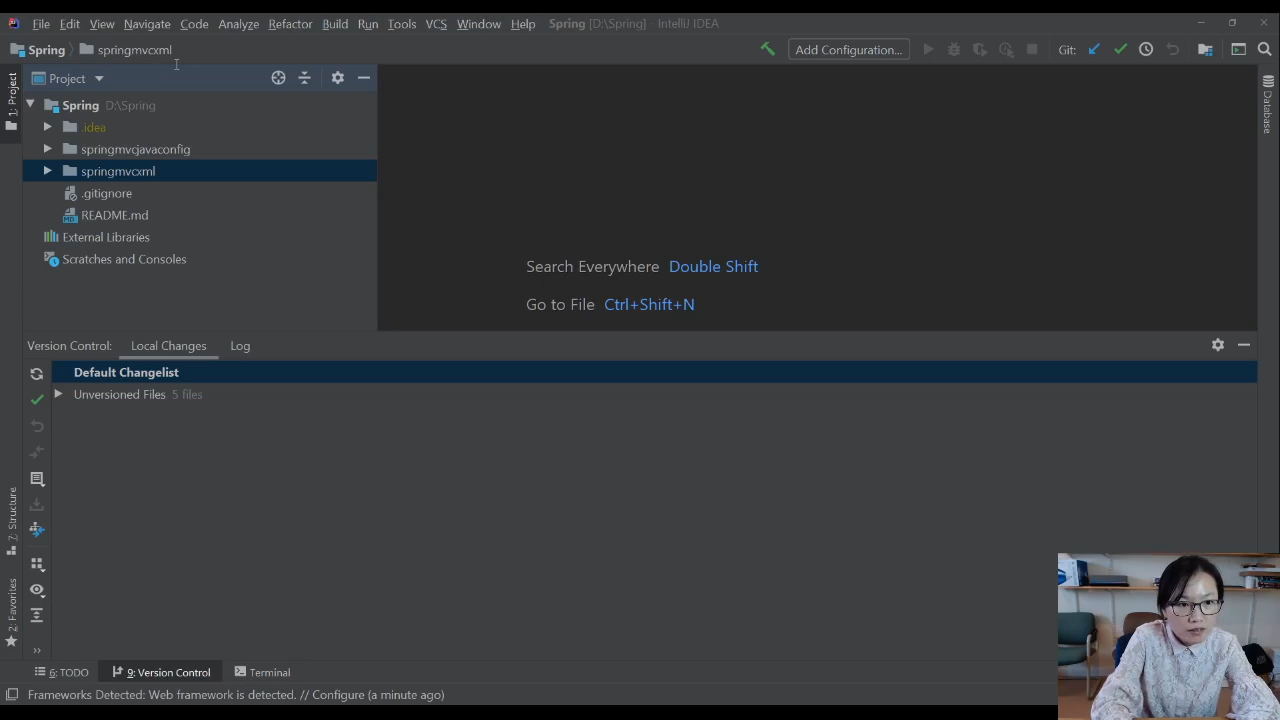 File Edit View Navigate Code Analyze Refactor Build Run Tools VCS Window Help Spring [D:\Spring] - IntelliJ IDEA
Spring springmvcxml Add Configuration... Git:
1: Project
Project
Spring D:\Spring
.idea
springmvcjavaconfig
springmvcxml
.gitignore
README.md
External Libraries
Scratches and Consoles
Search Everywhere Double Shift
Go to File Ctrl+Shift+N
Database
Version Control: Local Changes Log
Default Changelist
Unversioned Files 5 files
7: Structure
2: Favorites
6: TODO 9: Version Control Terminal
Frameworks Detected: Web framework is detected. // Configure (a minute ago)